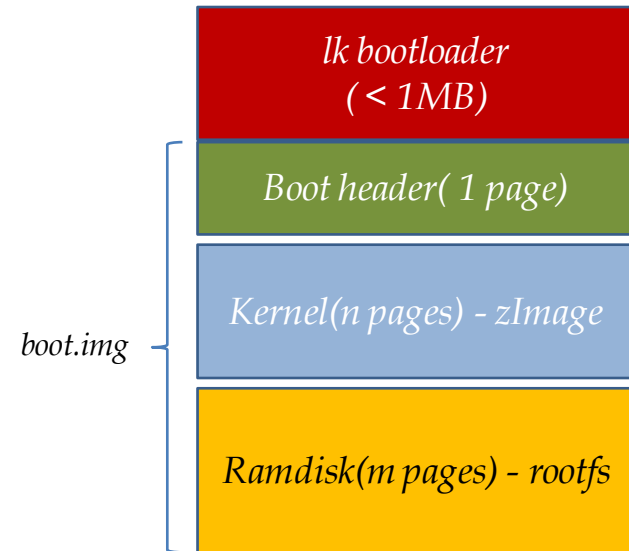 lk bootloader
( < 1MB)
Boot header( 1 page)
Kernel(n pages) - zImage
boot.img
Ramdisk(m pages) - rootfs